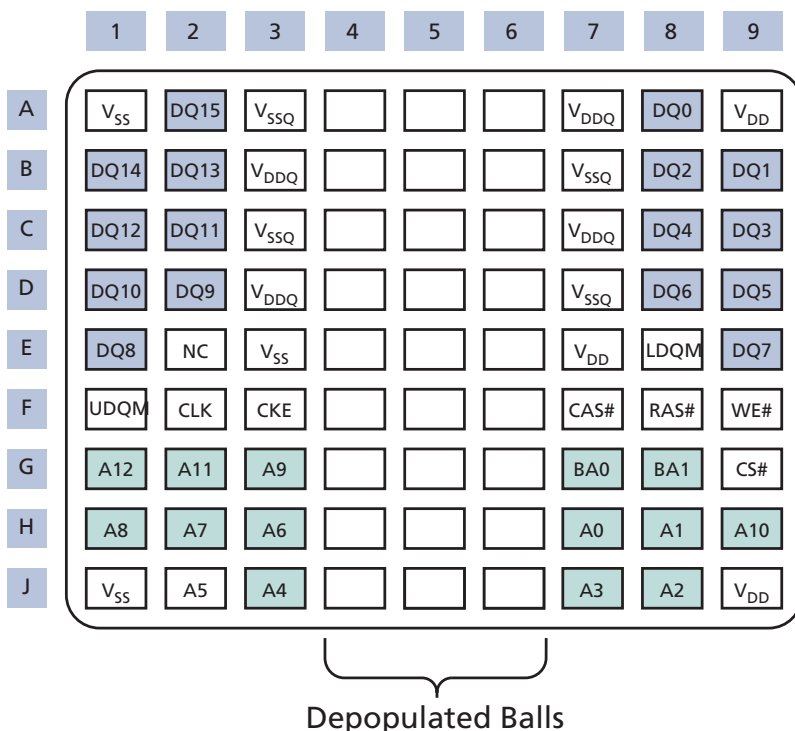 1 2 3 4 5 6 7 8 9
A VSS DQ15 VSSQ VDDQ DQ0 VDD
B DQ14 DQ13 VDDQ VSSQ DQ2 DQ1
C DQ12 DQ11 VSSQ VDDQ DQ4 DQ3
D DQ10 DQ9 VDDQ VSSQ DQ6 DQ5
E DQ8 NC VSS VDD LDQM DQ7
F UDQM CLK CKE CAS# RAS# WE#
G A12 A11 A9 BA0 BA1 CS#
H A8 A7 A6 A0 A1 A10
J VSS A5 A4 A3 A2 VDD
Depopulated Balls